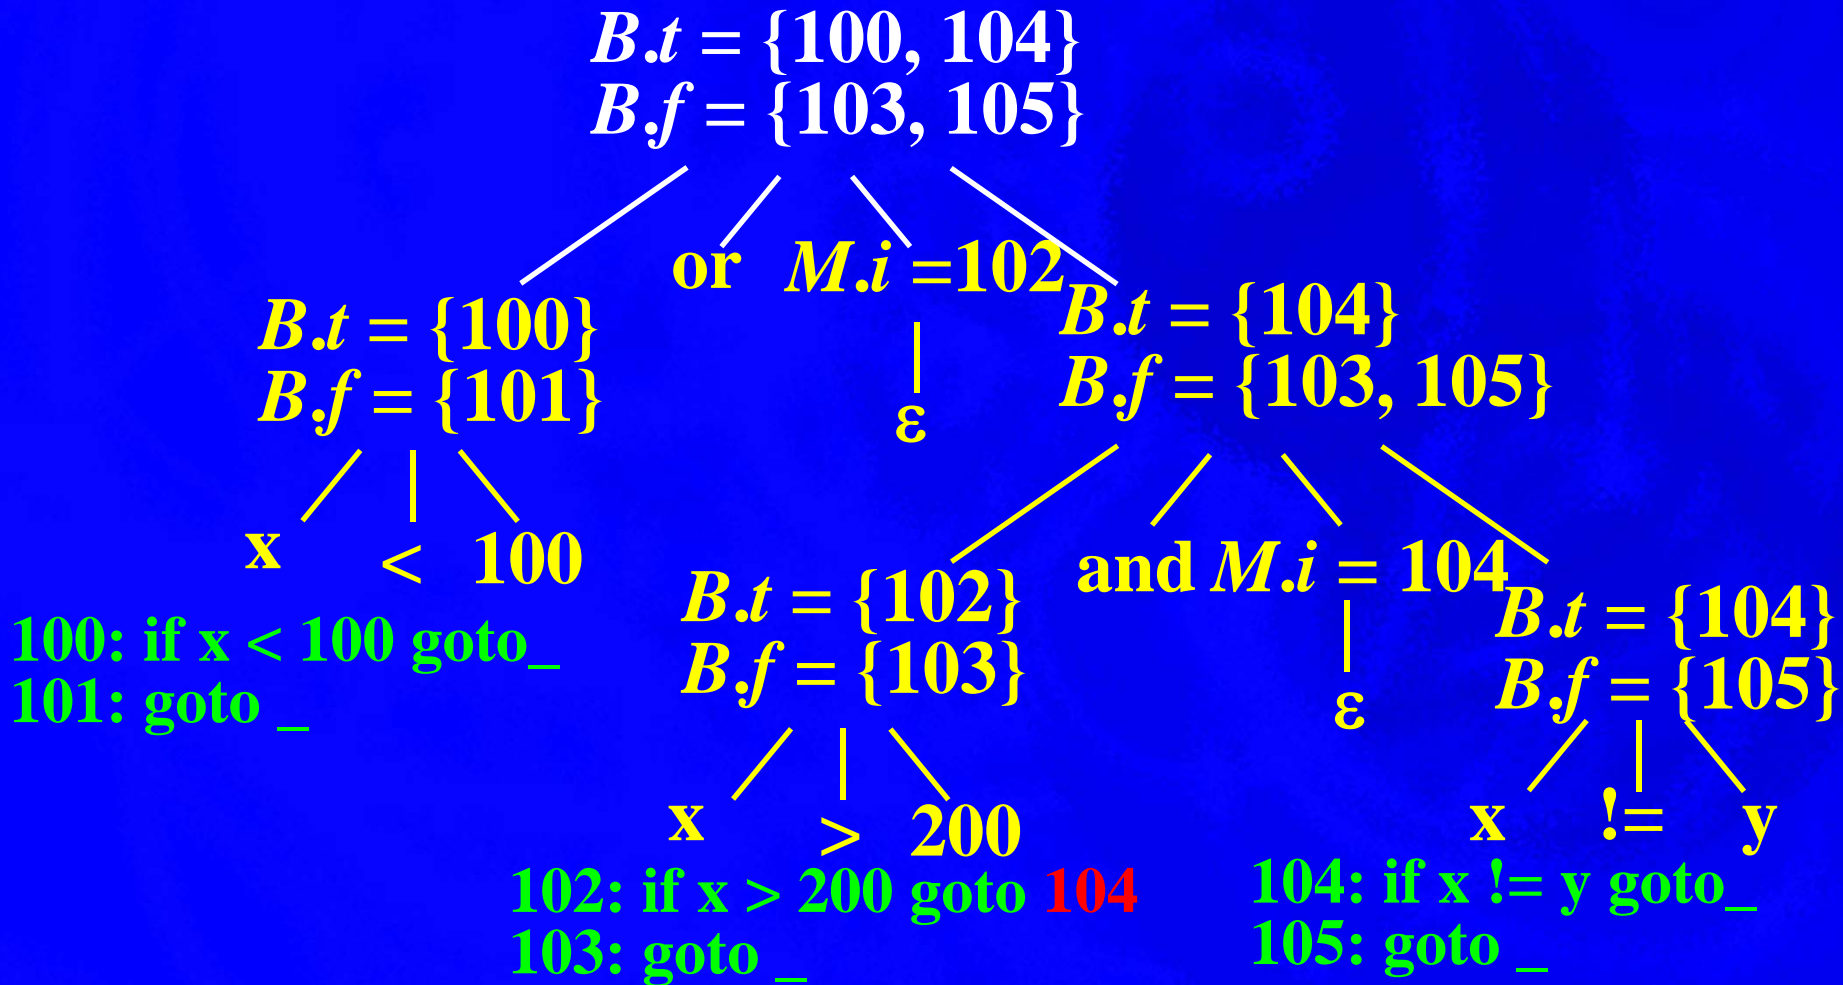 B.t = {100, 104}
B.f = {103, 105}
or M.i =102
B.t = {100}
B.f = {101}
ε
B.t = {104}
B.f = {103, 105}
x < 100
100: if x < 100 goto_
101: goto _
and M.i = 104
ε
B.t = {102}
B.f = {103}
x > 200
102: if x > 200 goto 104
103: goto _
B.t = {104}
B.f = {105}
x != y
104: if x != y goto_
105: goto _